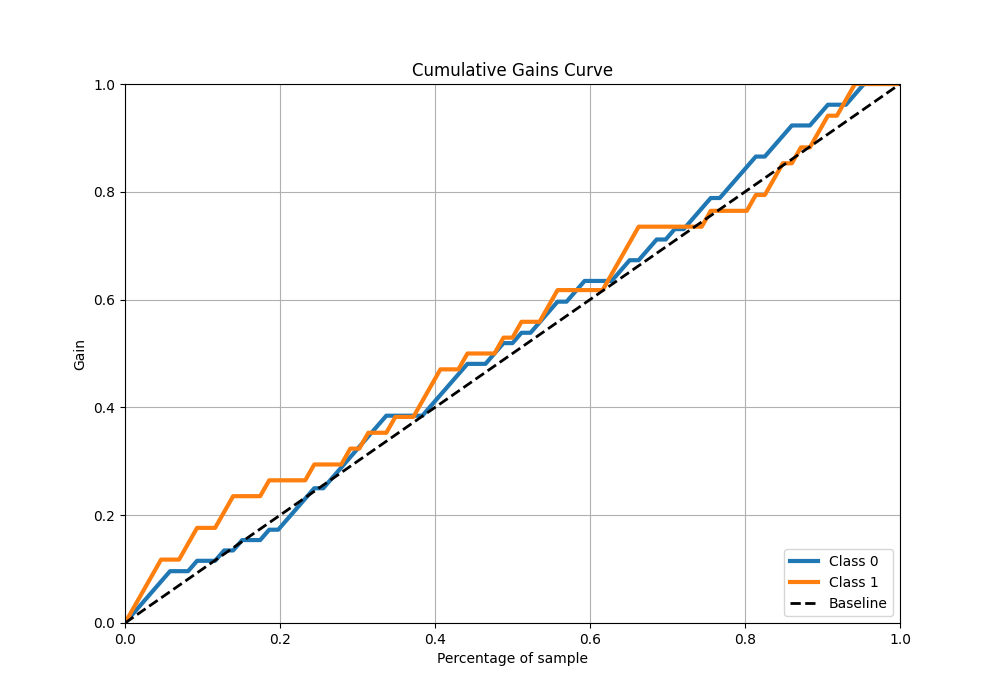 Cumulative Gains Curve
1.0
0.8
0.6
0.4
0.2
0.0
Gain
0.0 0.2 0.4 0.6 0.8 1.0
Percentage of sample
Class 0
Class 1
Baseline